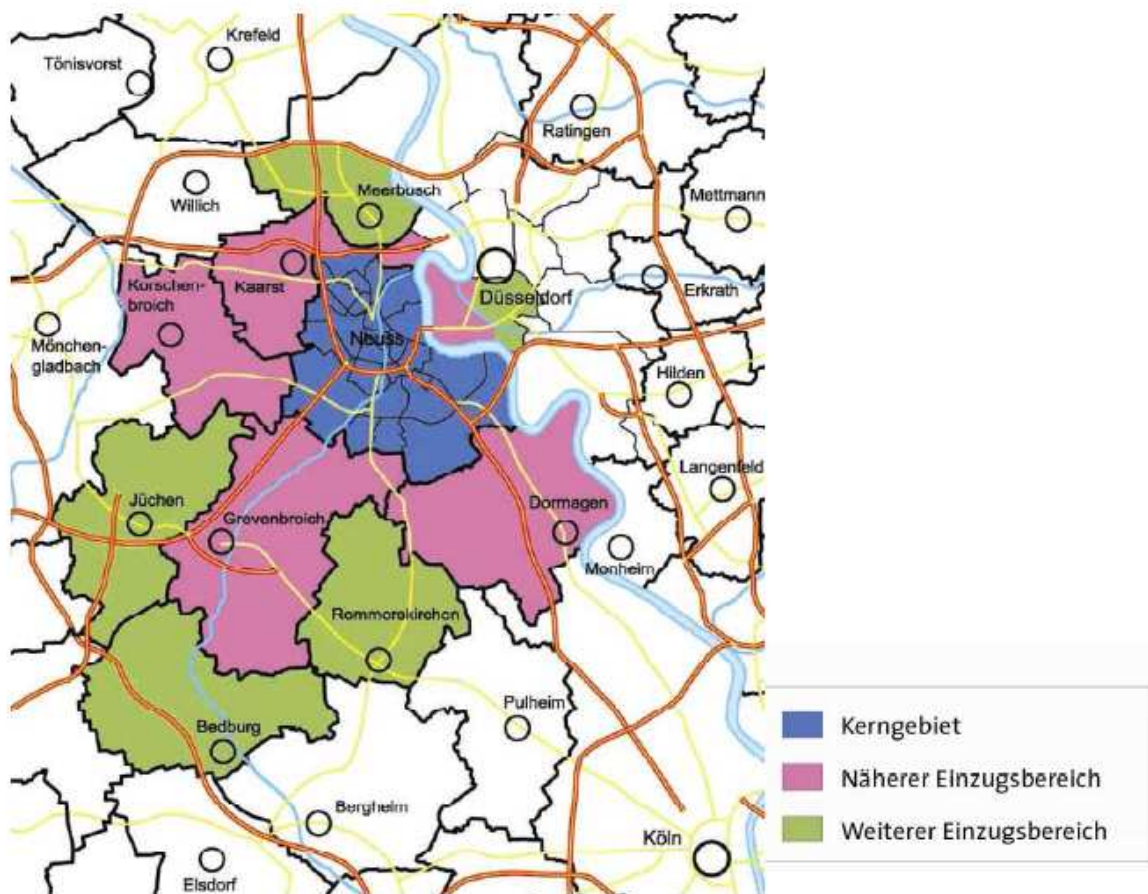 Krefeld
Tönisvorst
Ratingen
Willich
Meerbusch
Mettmann
Kaarst
Korschen-
broich
Düsseldorf
Erkrath
Mönchen-
gladbach
Neuss
Hilden
Langenfeld
Jüchen
Grevenbroich
Dormagen
Monheim
Rommerskirchen
Pulheim
Bedburg
Bergheim
Köln
Elsdorf
Kerngebiet
Näherer Einzugsbereich
Weiterer Einzugsbereich